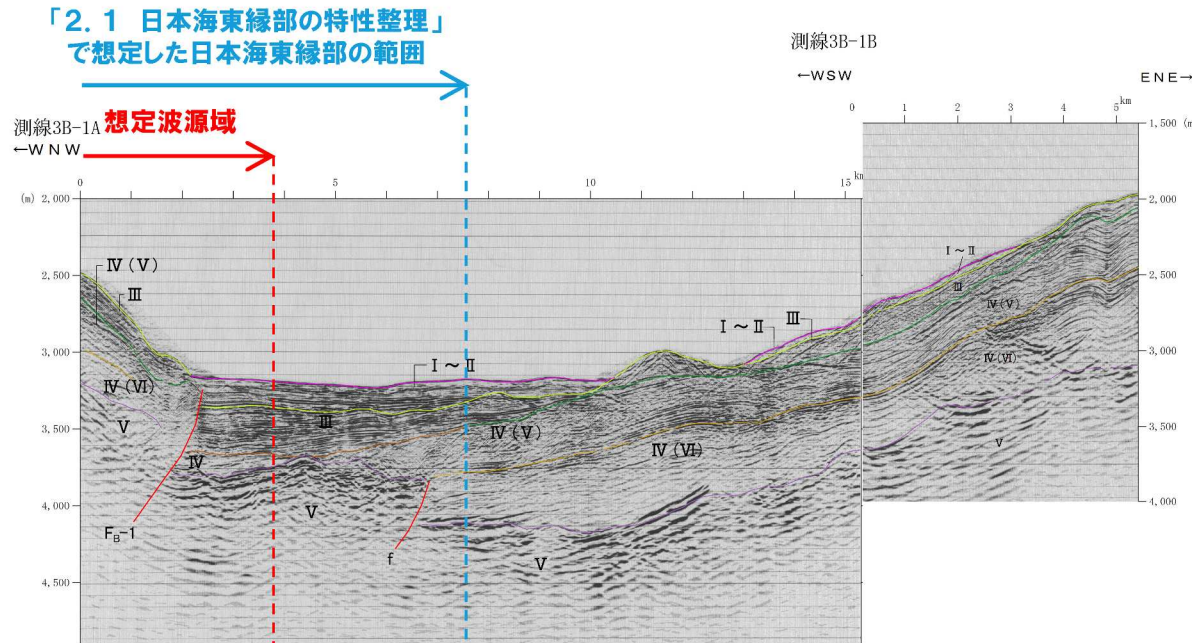 「2.1 日本海東縁部の特性整理」
で想定した日本海東縁部の範囲
測線3B-1B
←WSW
ENE→
0 1 2 3 4 5 km
測線3B-1A 想定波源域
←WNW
0 5 10 15 km
1,500 (m
(m) 2,000
2,000
2,500
2,500
3,000
3,000
3,500
3,500
4,000
4,000
4,500
Ⅳ(Ⅴ)
Ⅲ
Ⅳ(Ⅵ)
Ⅴ
F_B-1
Ⅳ
Ⅲ
Ⅴ
Ⅰ～Ⅱ
f
Ⅳ(Ⅴ)
Ⅳ(Ⅵ)
Ⅴ
Ⅰ～Ⅱ
Ⅲ
Ⅰ～Ⅱ
Ⅲ
Ⅳ(Ⅴ)
Ⅳ(Ⅵ)
Ⅴ